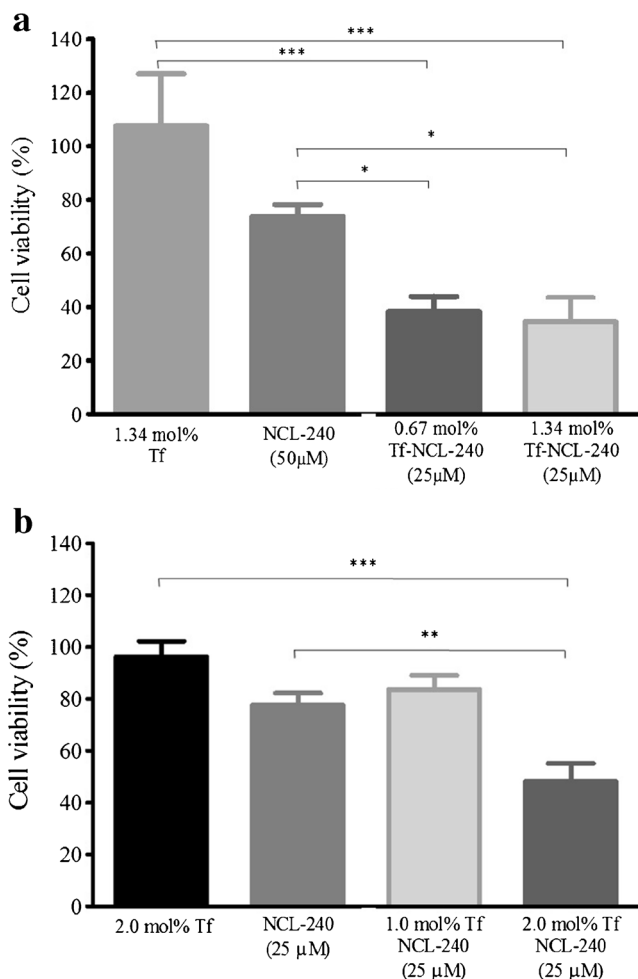 a
140
120
100
80
60
40
20
0
Cell viability (%)
***
***
*
*
1.34 mol%
Tf
NCL-240
(50µM)
0.67 mol%
Tf-NCL-240
(25µM)
1.34 mol%
Tf-NCL-240
(25µM)
b
140
120
100
80
60
40
20
0
Cell viability (%)
***
**
2.0 mol% Tf
NCL-240
(25 µM)
1.0 mol% Tf
NCL-240
(25 µM)
2.0 mol% Tf
NCL-240
(25 µM)